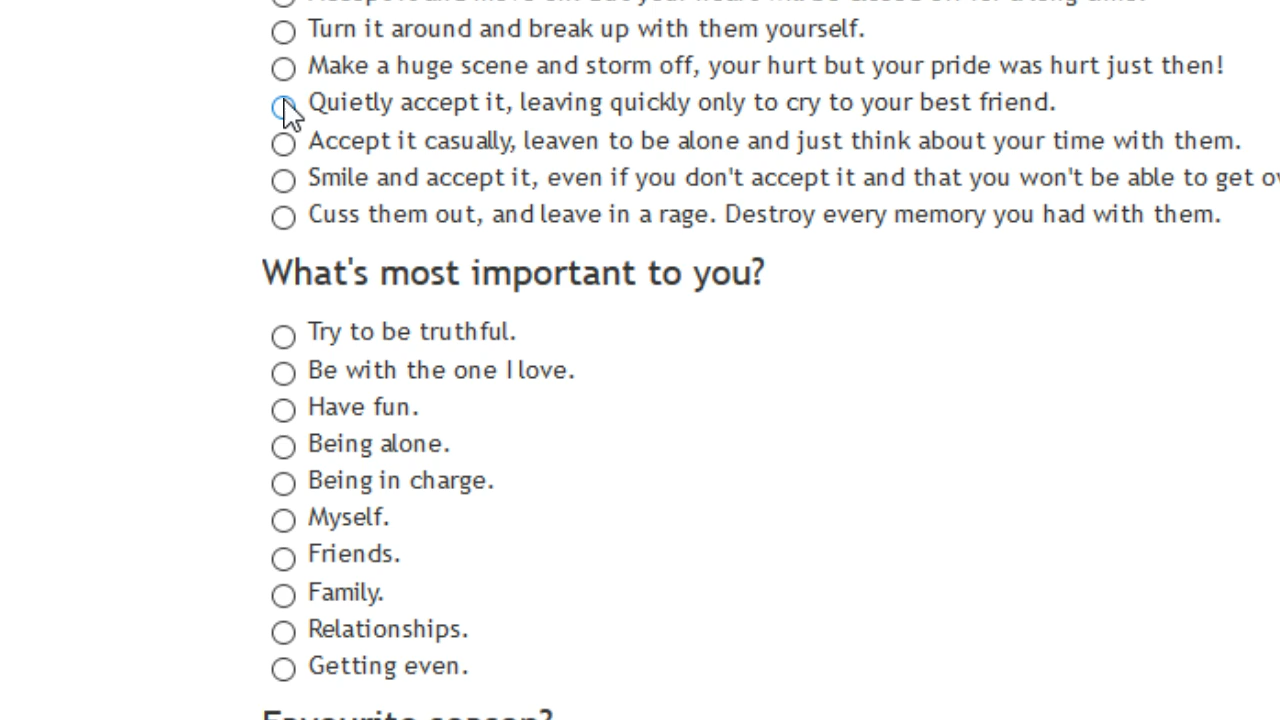 Turn it around and break up with them yourself.
Make a huge scene and storm off, your hurt but your pride was hurt just then!
Quietly accept it, leaving quickly only to cry to your best friend.
Accept it casually, leaven to be alone and just think about your time with them.
Smile and accept it, even if you don't accept it and that you won't be able to get
Cuss them out, and leave in a rage. Destroy every memory you had with them.
What's most important to you?
Try to be truthful.
Be with the one I love.
Have fun.
Being alone.
Being in charge.
Myself.
Friends.
Family.
Relationships.
Getting even.